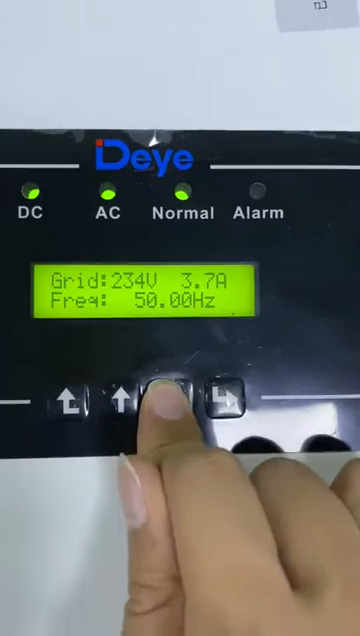 Deye
DC AC Normal Alarm
Grid:234V 3.7A
Freq: 50.00Hz